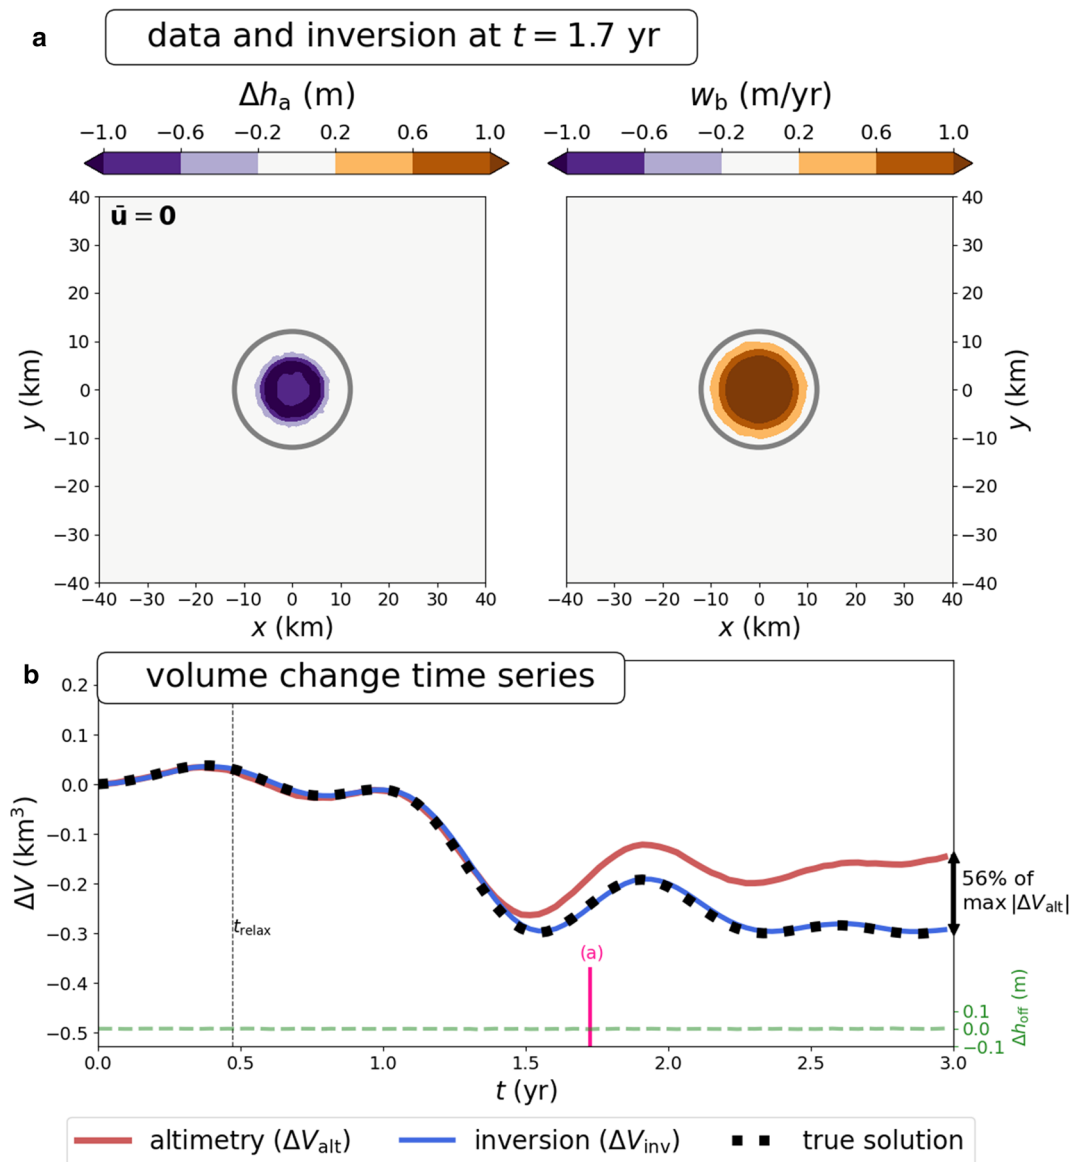 a
data and inversion at t = 1.7 yr
Δhₐ (m)
−1.0 −0.6 −0.2 0.2 0.6 1.0
w_b (m/yr)
−1.0 −0.6 −0.2 0.2 0.6 1.0
ū = 0
40
30
20
10
0
−10
−20
−30
−40
y (km)
−40 −30 −20 −10 0 10 20 30 40
x (km)
40
30
20
10
0
−10
−20
−30
−40
y (km)
−40 −30 −20 −10 0 10 20 30 40
x (km)
b
volume change time series
0.2
0.1
0.0
−0.1
−0.2
−0.3
−0.4
−0.5
ΔV (km³)
t_relax
(a)
56% of
max |ΔV_alt|
0.1
0.0
−0.1
Δh_off (m)
0.0 0.5 1.0 1.5 2.0 2.5 3.0
t (yr)
altimetry (ΔV_alt) inversion (ΔV_inv) true solution